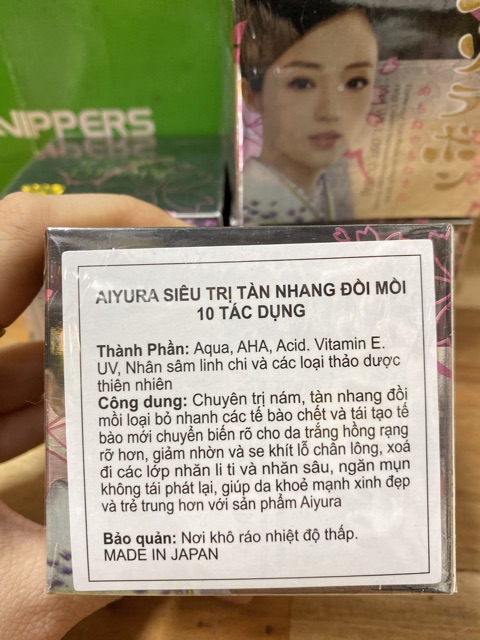 NIPPERS
AIYURA SIÊU TRỊ TÀN NHANG ĐỒI MỒI
10 TÁC DỤNG
Thành Phần: Aqua, AHA, Acid. Vitamin E.
UV, Nhân sâm linh chi và các loại thảo dược
thiên nhiên
Công dung: Chuyên trị nám, tàn nhang đồi
mồi loại bỏ nhanh các tế bào chết và tái tạo tế
bào mới chuyển biến rõ cho da trắng hồng rạng
rỡ hơn, giảm nhờn và se khít lỗ chân lông, xoá
đi các lớp nhăn li ti và nhăn sâu, ngăn mụn
không tái phát lại, giúp da khoẻ mạnh xinh đẹp
và trẻ trung hơn với sản phẩm Aiyura
Bảo quản: Nơi khô ráo nhiệt độ thấp.
MADE IN JAPAN